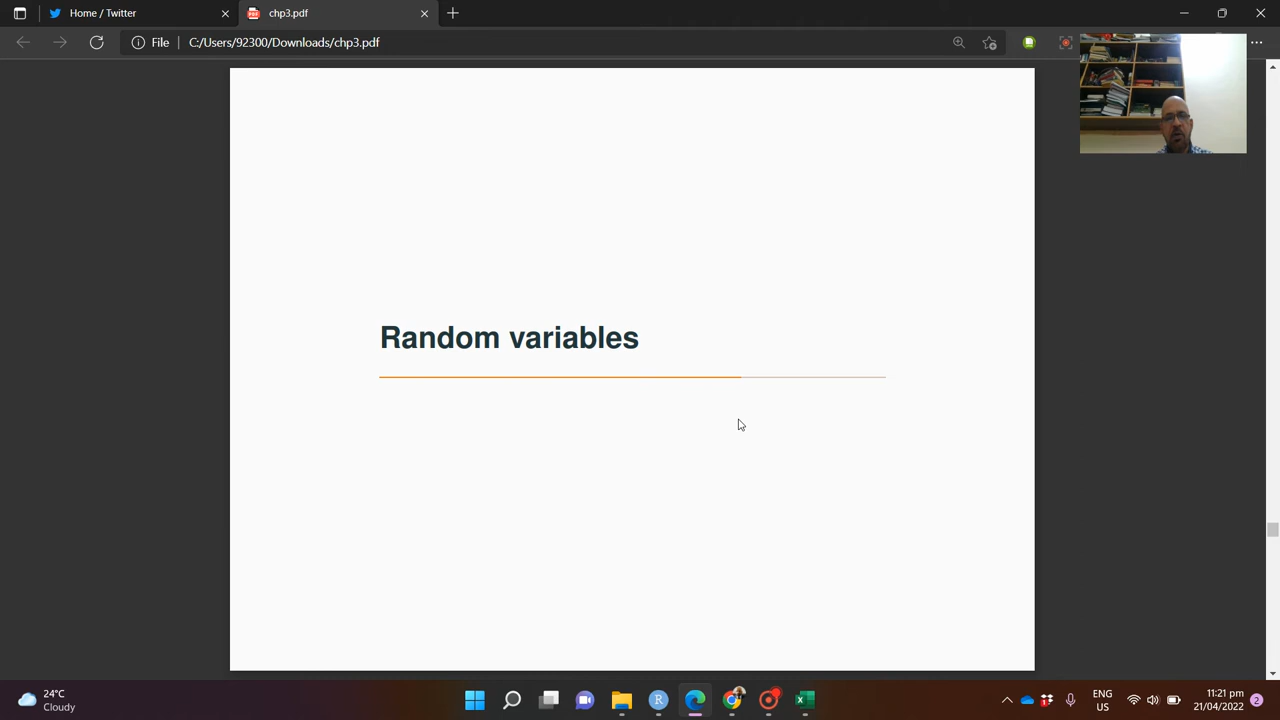 Home / Twitter
chp3.pdf
File
C:/Users/92300/Downloads/chp3.pdf
Random variables
24°C
Cloudy
ENG
US
11:21 pm
21/04/2022
2